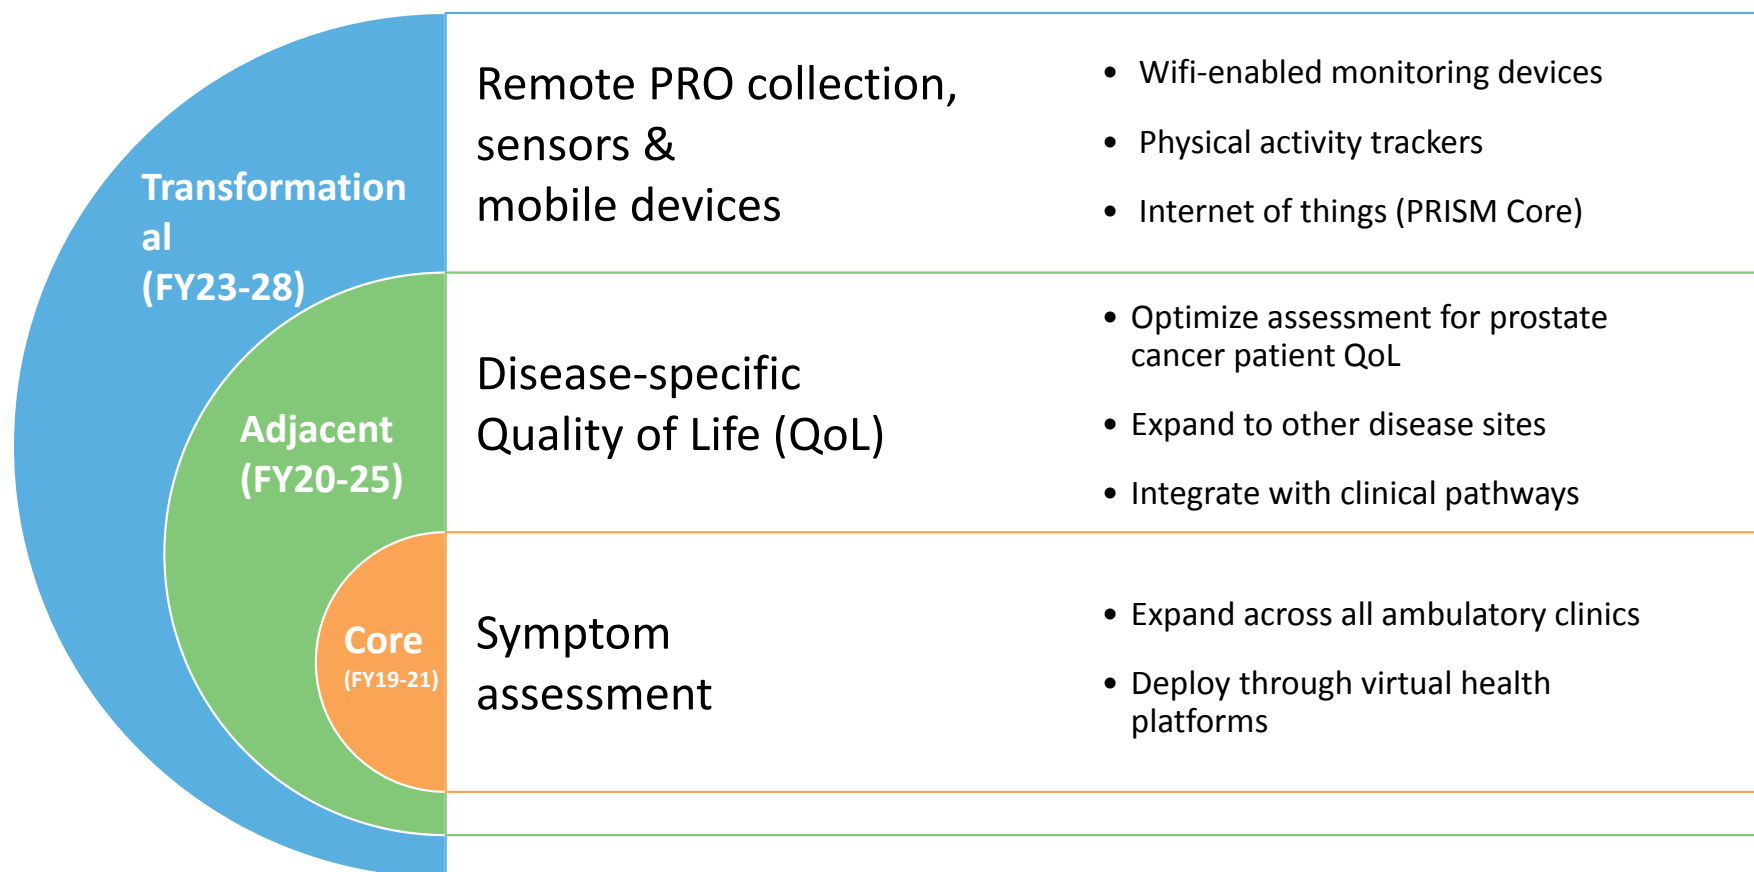 Transformation
al
(FY23-28)
Remote PRO collection,
sensors &
mobile devices
• Wifi-enabled monitoring devices
• Physical activity trackers
• Internet of things (PRISM Core)
Adjacent
(FY20-25)
Disease-specific
Quality of Life (QoL)
• Optimize assessment for prostate
cancer patient QoL
• Expand to other disease sites
• Integrate with clinical pathways
Core
(FY19-21)
Symptom
assessment
• Expand across all ambulatory clinics
• Deploy through virtual health
platforms